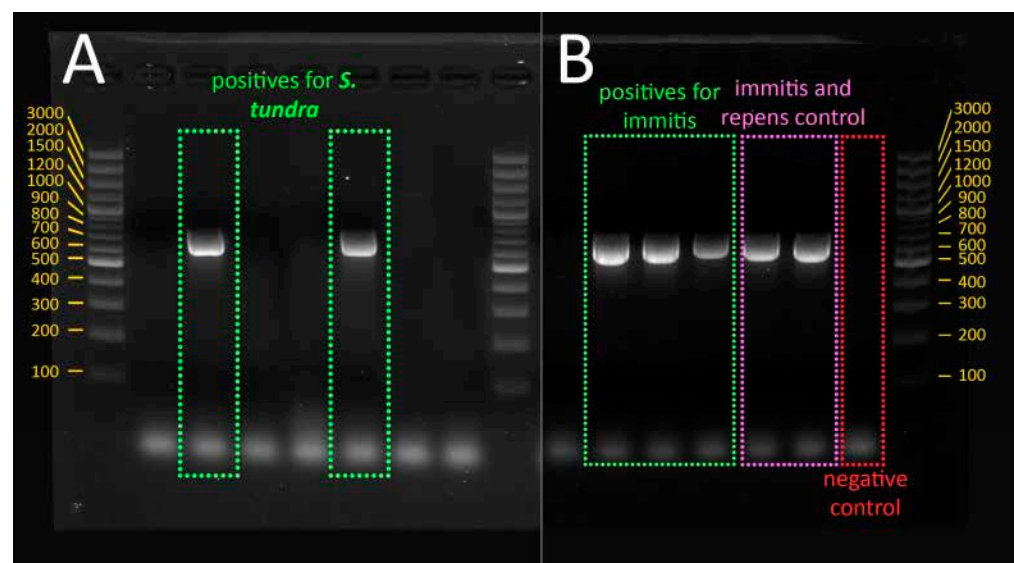 A
positives for S.
tundra
3000
2000
1500
1200
1000
900
800
700
600
500
400
300
200
100
B
positives for
immitis
immitis and
repens control
3000
2000
1500
1200
1000
900
800
700
600
500
400
300
200
100
negative
control